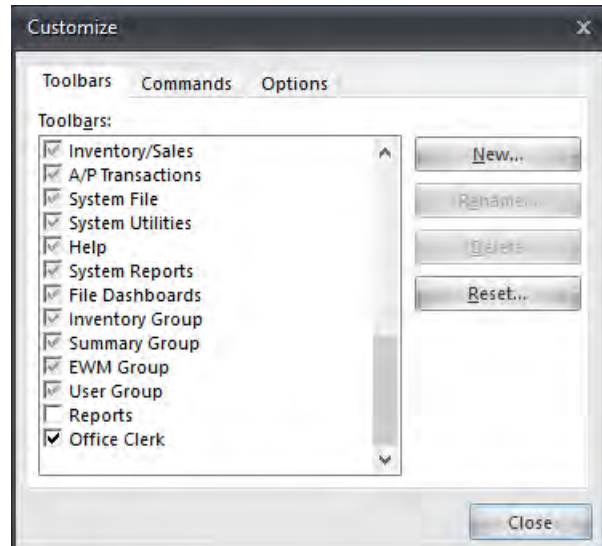 Customize
Toolbars Commands Options
Toolbars:
Inventory/Sales
A/P Transactions
System File
System Utilities
Help
System Reports
File Dashboards
Inventory Group
Summary Group
EWM Group
User Group
Reports
Office Clerk
New...
Rename...
Delete
Reset...
Close